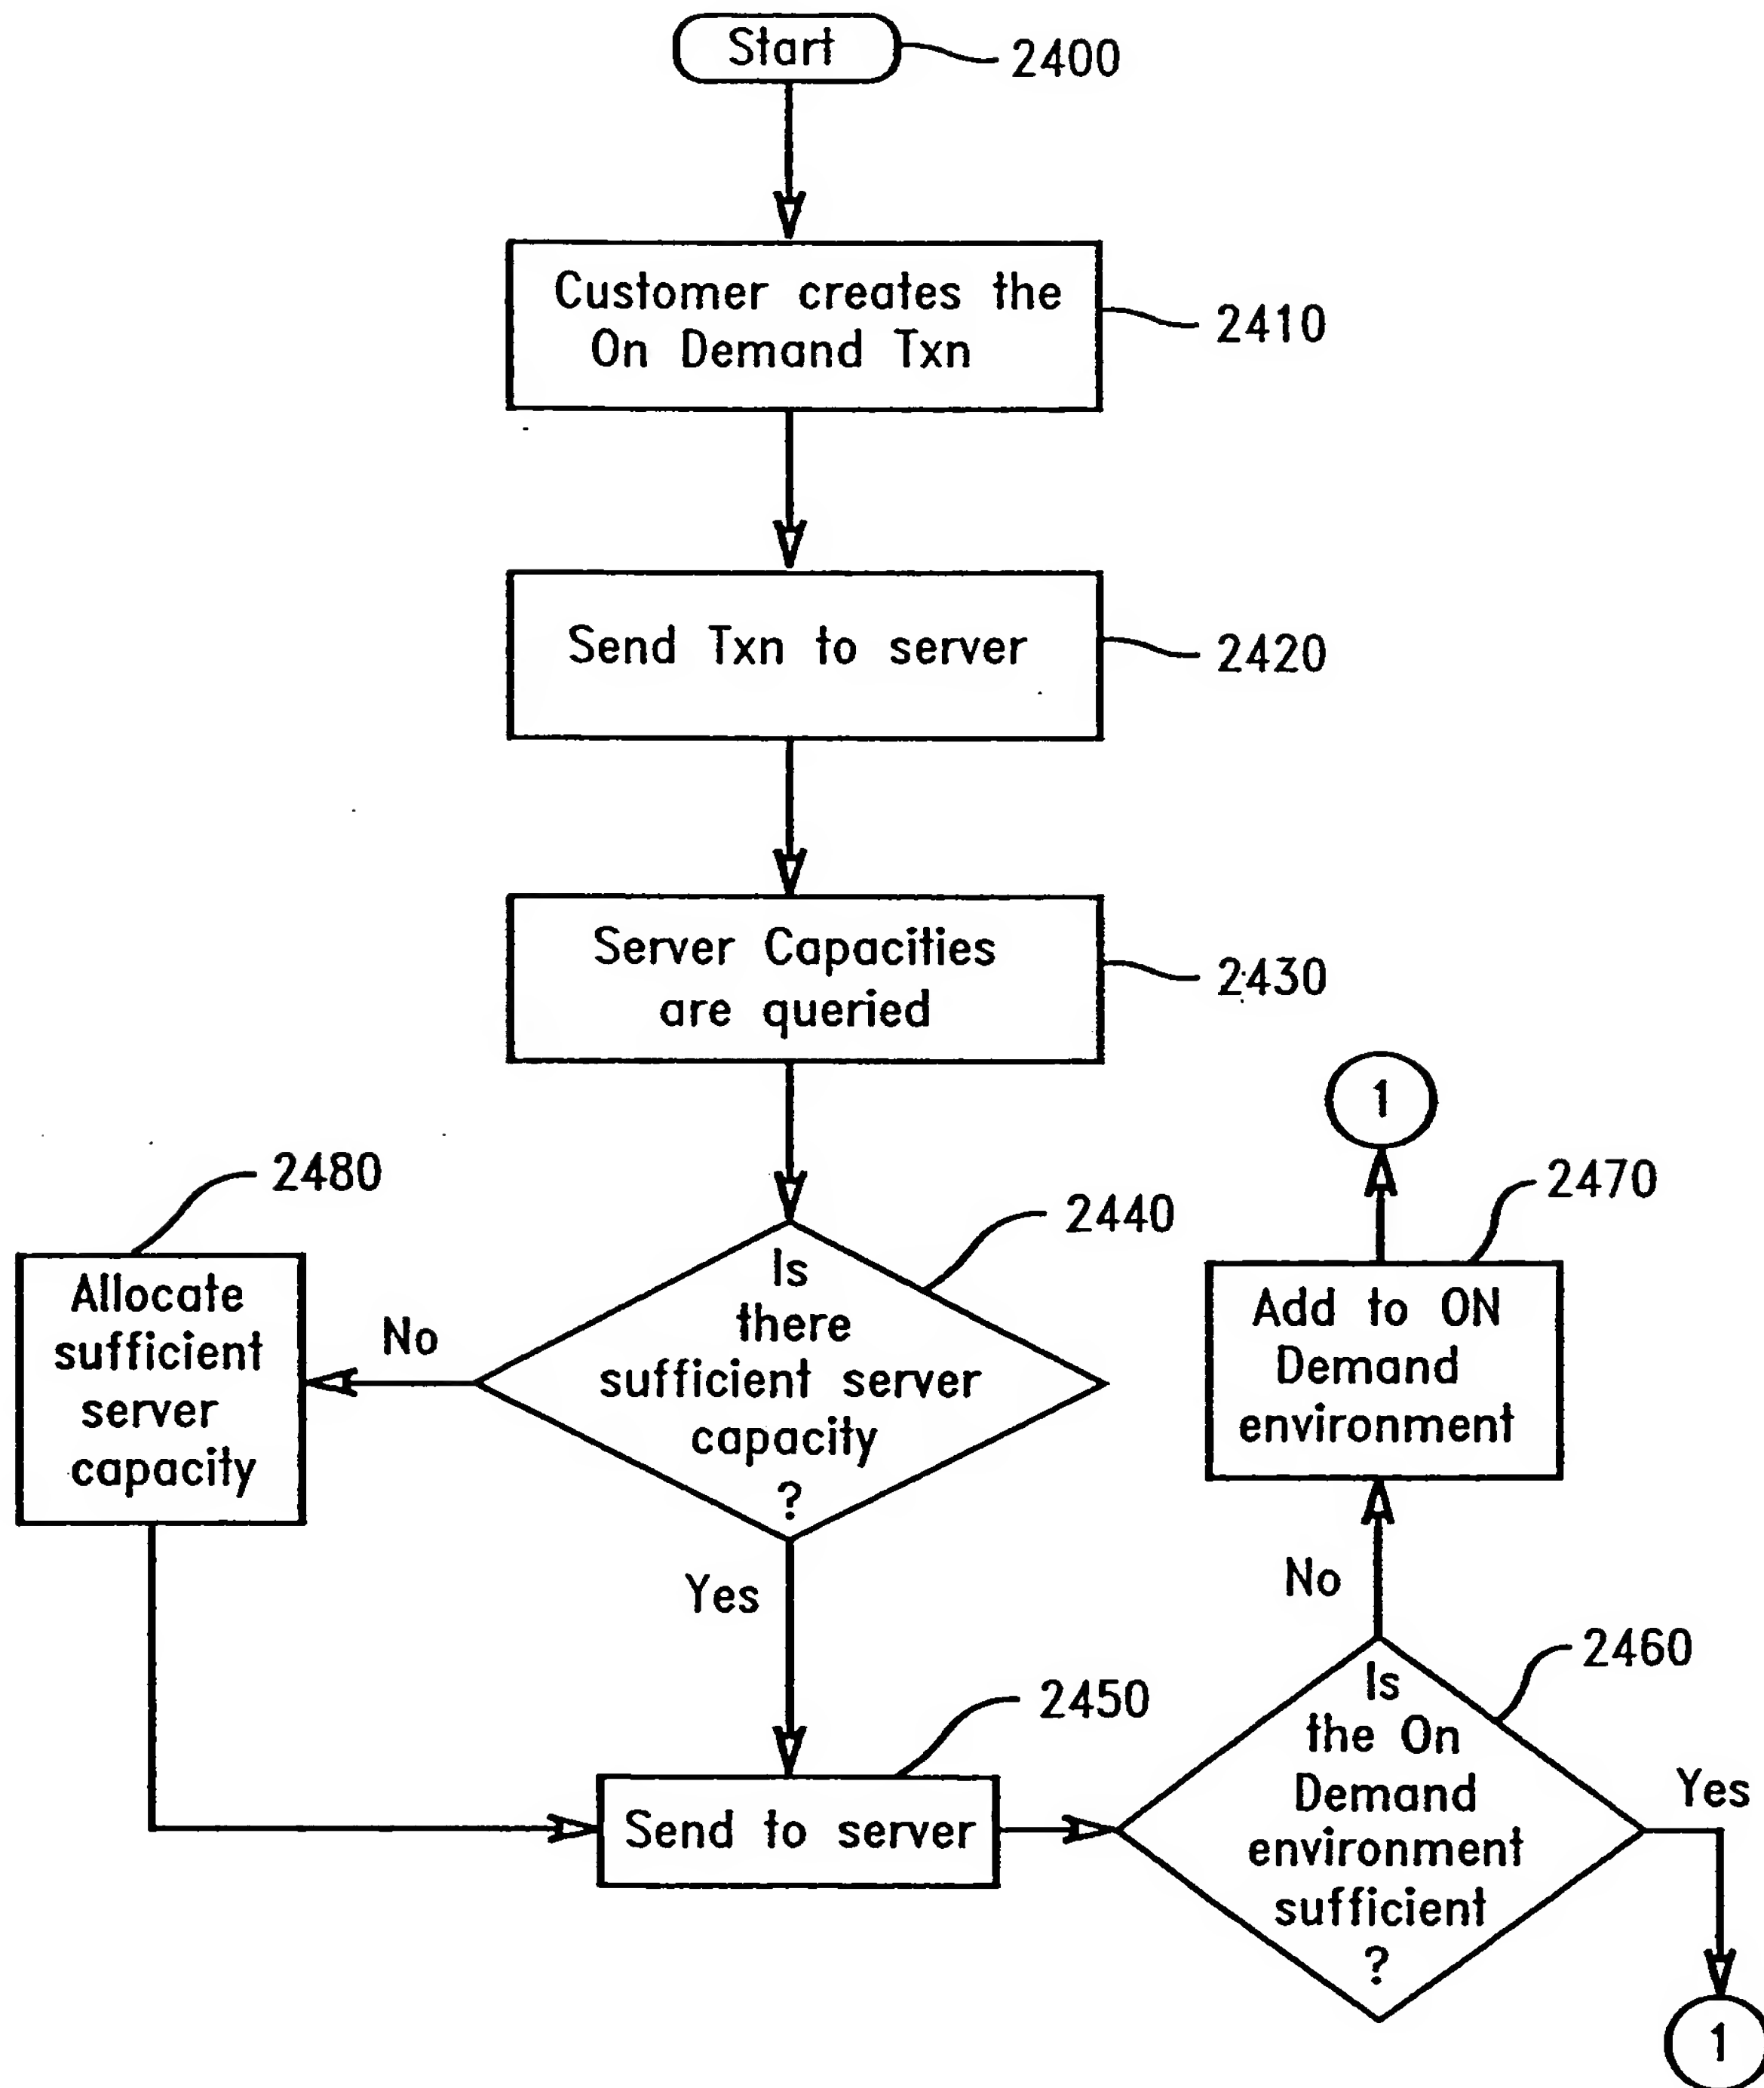 Start
2400
Customer creates the
On Demand Txn
2410
Send Txn to server
2420
Server Capacities
are queried
2430
1
2480
2440
2470
Allocate
sufficient
server
capacity
No
Is
there
sufficient server
capacity
?
Add to ON
Demand
environment
Yes
No
2450
2460
Send to server
Is
the On
Demand
environment
sufficient
?
Yes
1